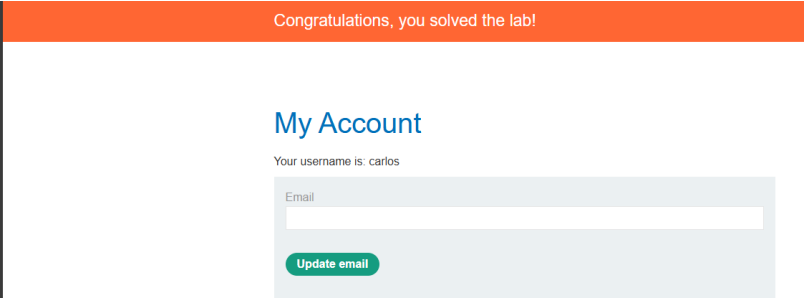 Congratulations, you solved the lab!
My Account
Your username is: carlos
Email
Update email